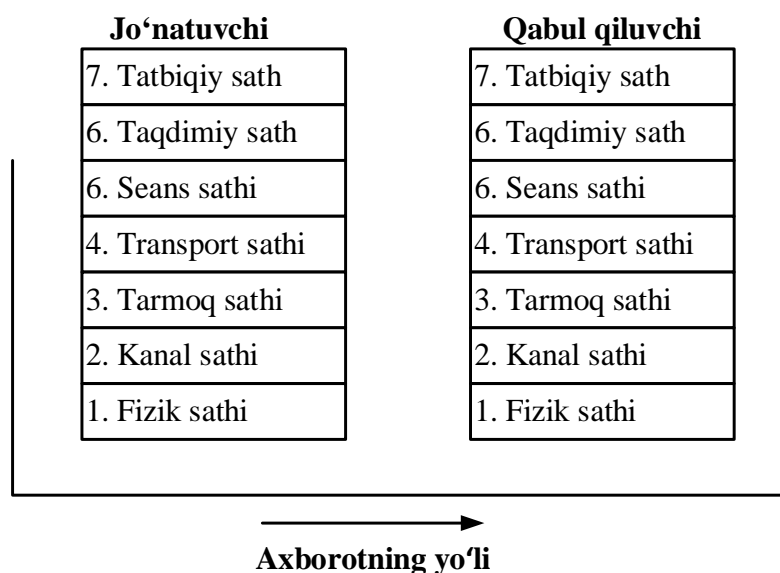 Jo‘natuvchi
7. Tatbiqiy sath
6. Taqdimiy sath
6. Seans sathi
4. Transport sathi
3. Tarmoq sathi
2. Kanal sathi
1. Fizik sathi
Qabul qiluvchi
7. Tatbiqiy sath
6. Taqdimiy sath
6. Seans sathi
4. Transport sathi
3. Tarmoq sathi
2. Kanal sathi
1. Fizik sathi
Axborotning yo‘li